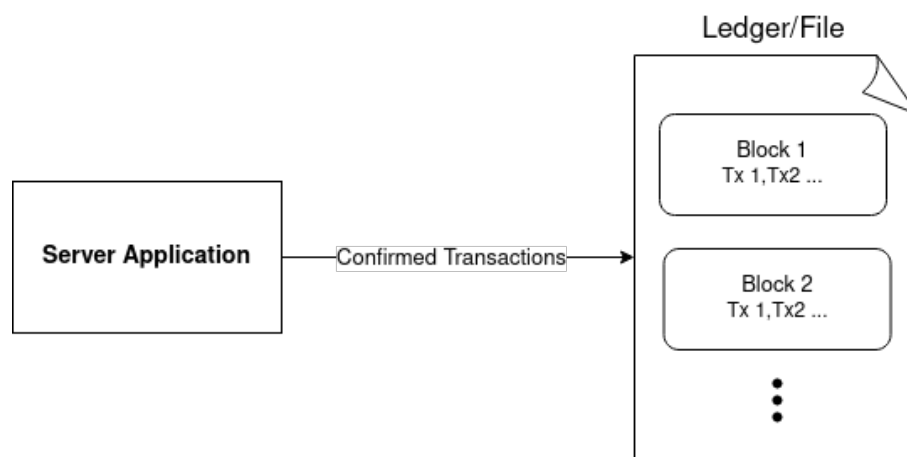 Ledger/File
Block 1
Tx 1,Tx2 ...
Server Application
Confirmed Transactions
Block 2
Tx 1,Tx2 ...